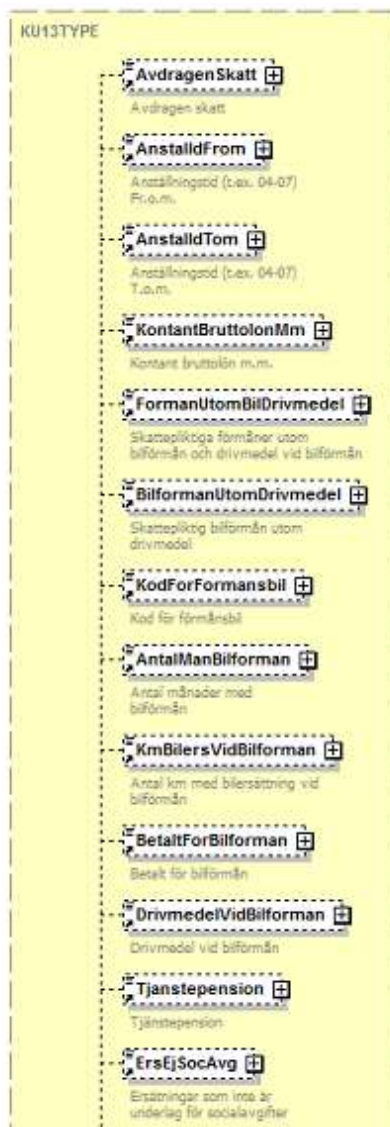 KU13TYPE
AvdragenSkatt
Avdragen skatt
AnstalldFrom
Anställningstid (t.ex. 04-07)
Fr.o.m.
AnstalldTom
Anställningstid (t.ex. 04-07)
T.o.m.
KontantBruttolonMm
Kontant bruttolön m.m.
FormanUtomBilDrivmedel
Skattepliktiga förmåner utom
bilförmån och drivmedel vid bilförmån
BilformanUtomDrivmedel
Skattepliktig bilförmån utom
drivmedel
KodForFormansbil
Kod för förmånsbil
AntalManBilforman
Antal månader med
bilförmån
KmBilersVidBilforman
Antal km med bilersättning vid
bilförmån
BetaltForBilforman
Betalt för bilförmån
DrivmedelVidBilforman
Drivmedel vid bilförmån
Tjanstepension
Tjänstepension
ErsEjSocAvg
Ersättningar som inte är
underlag för socialavgifter